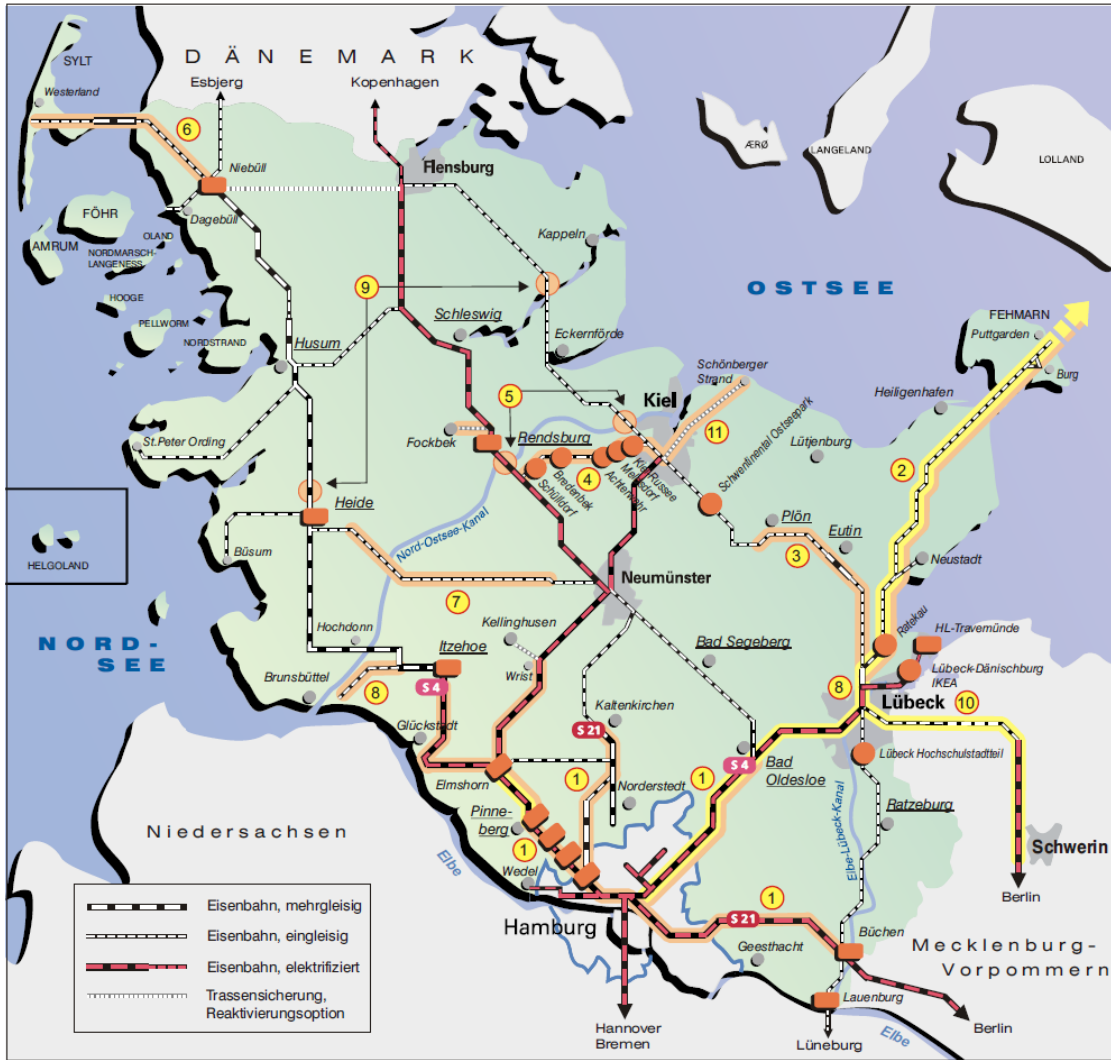 DÄNEMARK
SYLT
Westerland
Esbjerg
Kopenhagen
6
Niebüll
Flensburg
ÆRØ
LANGELAND
LOLLAND
FÖHR
Dagebüll
AMRUM
OLAND
NORDMARSCH-
LANGENESS
Kappeln
HOOGE
9
OSTSEE
PELLWORM
NORDSTRAND
Schleswig
FEHMARN
Puttgarden
Burg
Husum
Eckernförde
Schönberger
Strand
Heiligenhafen
5
Kiel
11
St.Peter Ording
Fockbek
Rendsburg
Lütjenburg
Schwentinental Ostseepark
2
4
Kiel-Russee
Melsdorf
Achterwehr
Bredenbek
Schülldorf
Heide
Plön
Eutin
3
Nord-Ostsee-Kanal
Büsum
HELGOLAND
Neumünster
Neustadt
7
NORD-
SEE
Hochdonn
Kellinghusen
Itzehoe
Wrist
Bad Segeberg
Ratekau
HL-Travemünde
Lübeck-Dänischburg
IKEA
Brunsbüttel
8
S 4
8
Lübeck
10
Glückstadt
Kaltenkirchen
S 21
Lübeck Hochschulstadtteil
Elmshorn
1
Norderstedt
1
S 4
Bad
Oldesloe
Ratzeburg
Elbe-Lübeck-Kanal
Pinne-
berg
1
Niedersachsen
Schwerin
Elbe
Wedel
Berlin
Hamburg
1
S 21
Büchen
Geesthacht
Mecklenburg-
Vorpommern
Lauenburg
Hannover
Bremen
Lüneburg
Elbe
Berlin
Eisenbahn, mehrgleisig
Eisenbahn, eingleisig
Eisenbahn, elektrifiziert
Trassensicherung,
Reaktivierungsoption